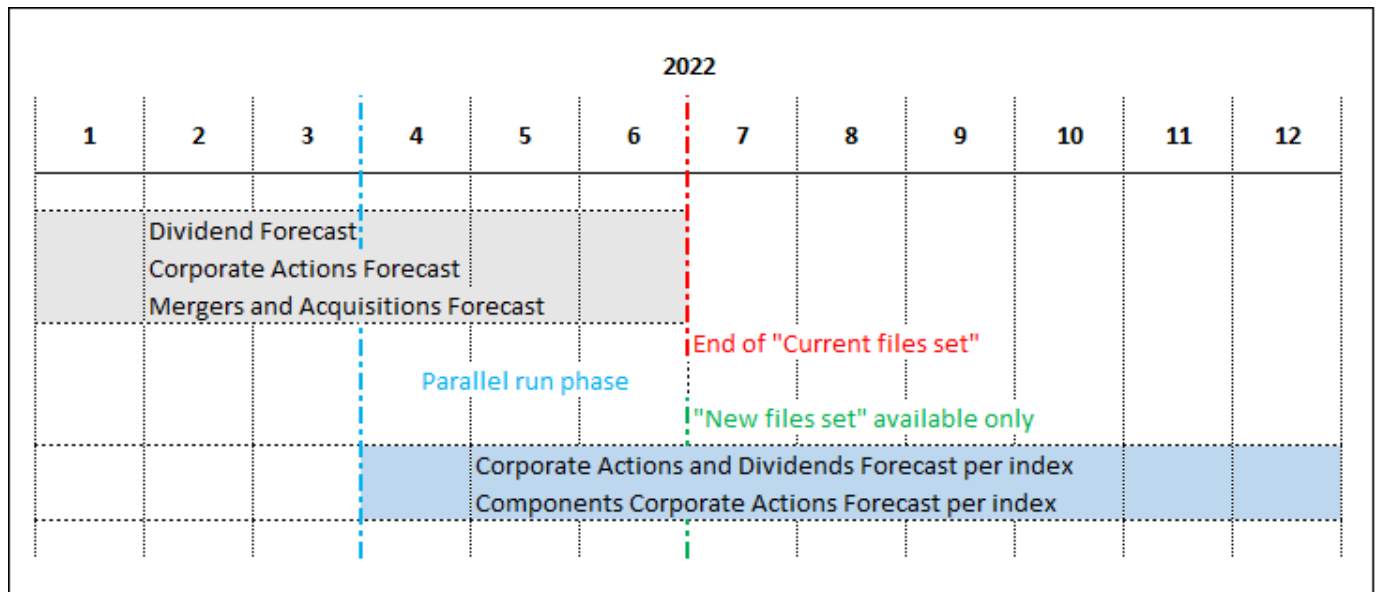 2022
1 2 3 4 5 6 7 8 9 10 11 12
Dividend Forecast
Corporate Actions Forecast
Mergers and Acquisitions Forecast
End of "Current files set"
Parallel run phase
"New files set" available only
Corporate Actions and Dividends Forecast per index
Components Corporate Actions Forecast per index